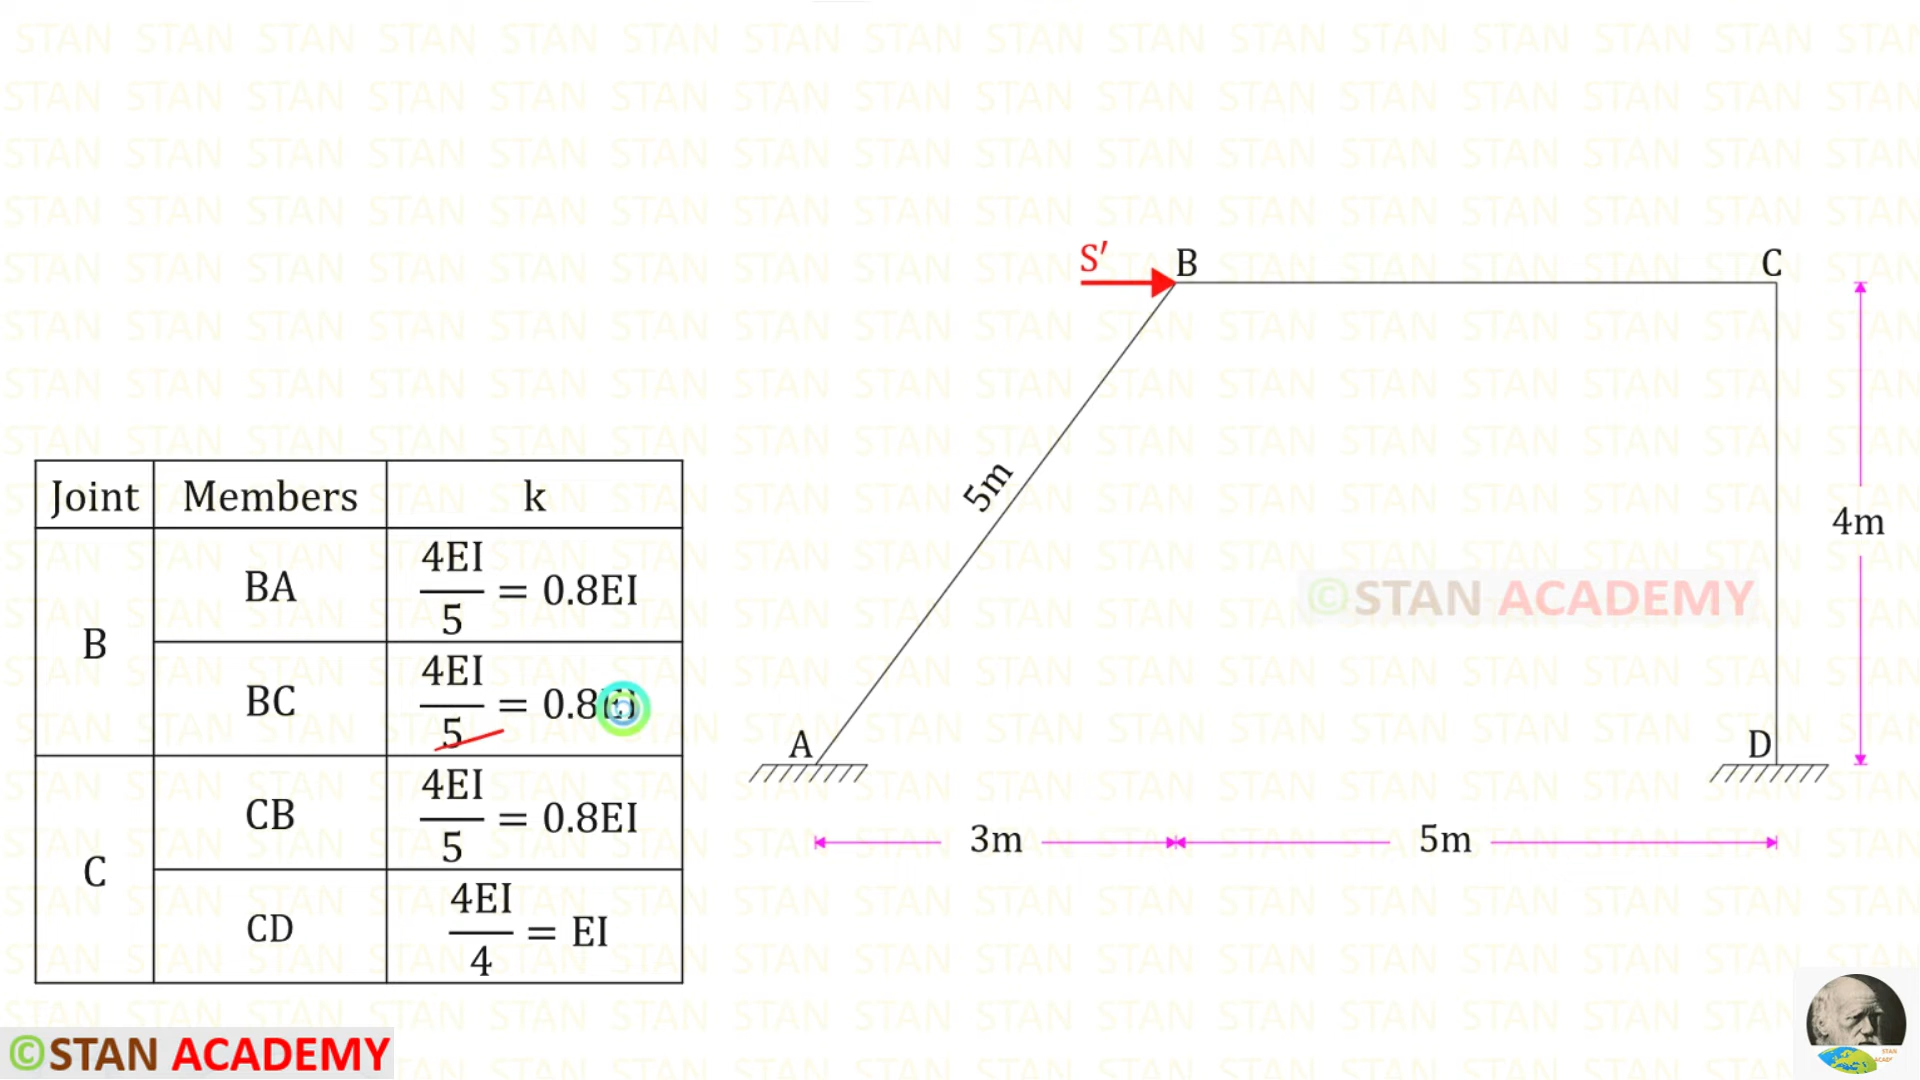 S′
B
C
5m
4m
Joint Members k
B
BA
4EI
5
= 0.8EI
BC
4EI
5
= 0.8EI
C
CB
4EI
5
= 0.8EI
CD
4EI
4
= EI
A
D
3m
5m
©STAN ACADEMY
©STAN ACADEMY